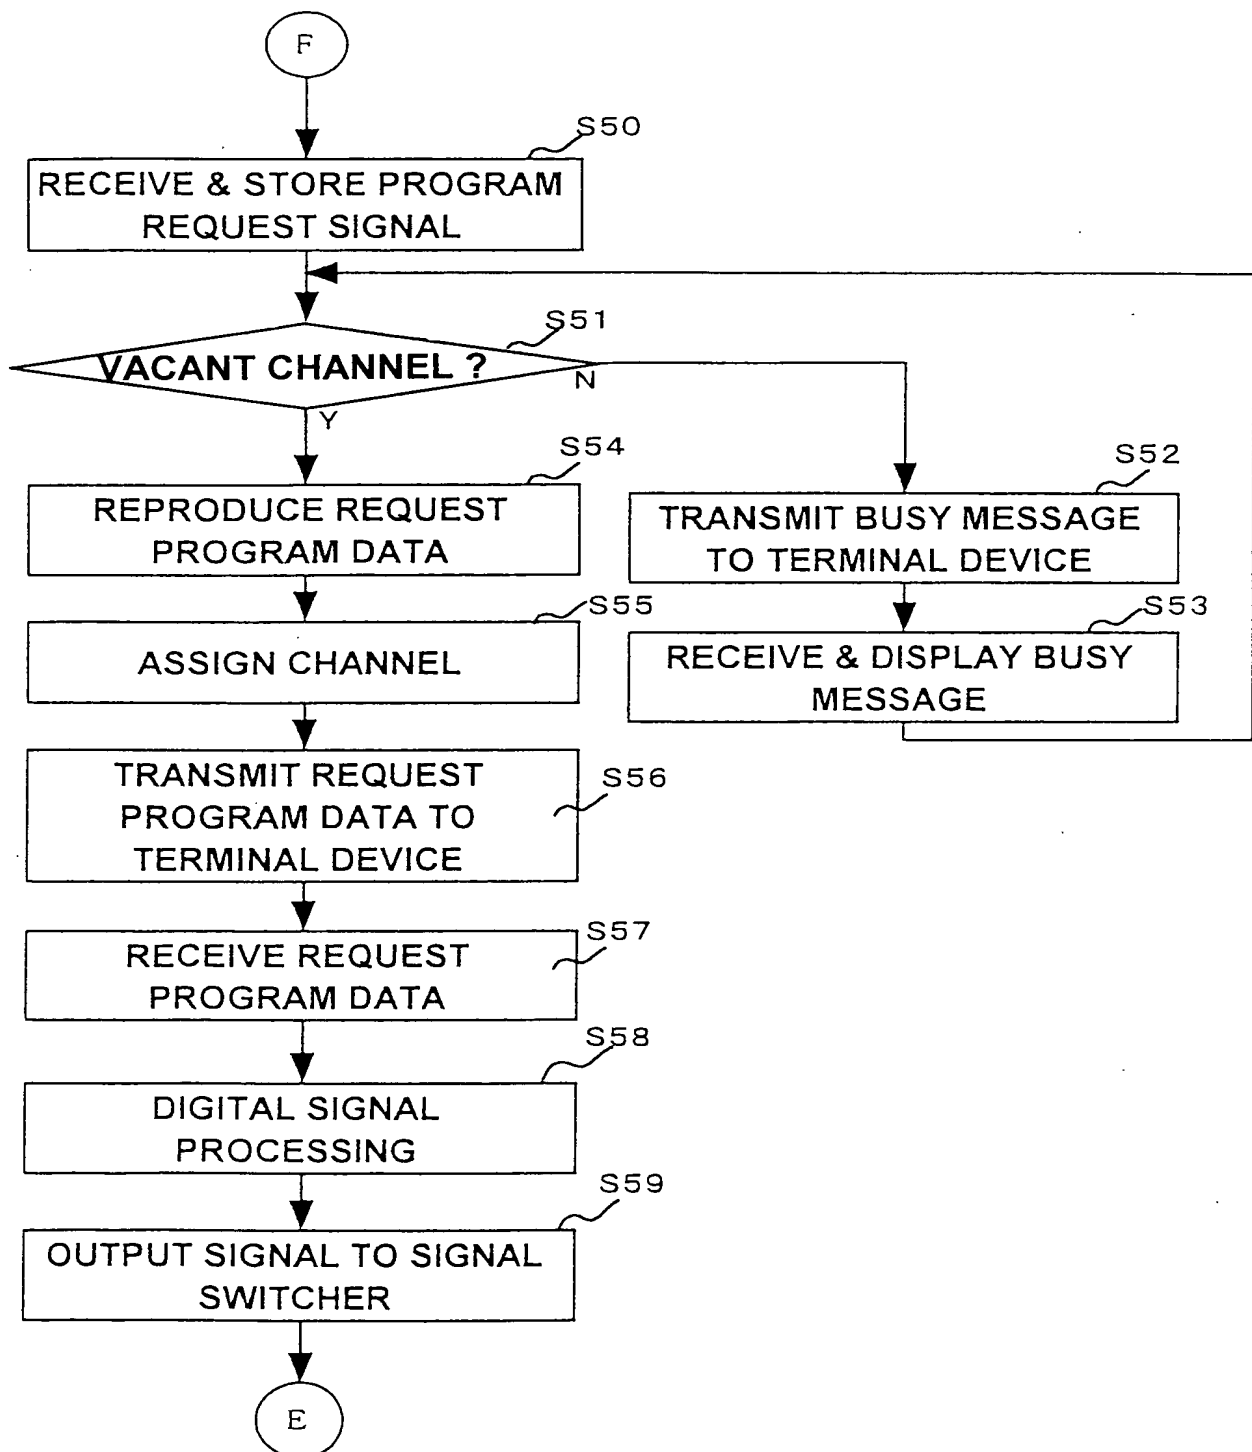 F
S50
RECEIVE & STORE PROGRAM
REQUEST SIGNAL
S51
VACANT CHANNEL ?
N
Y
S54
REPRODUCE REQUEST
PROGRAM DATA
S52
TRANSMIT BUSY MESSAGE
TO TERMINAL DEVICE
S55
ASSIGN CHANNEL
S53
RECEIVE & DISPLAY BUSY
MESSAGE
S56
TRANSMIT REQUEST
PROGRAM DATA TO
TERMINAL DEVICE
S57
RECEIVE REQUEST
PROGRAM DATA
S58
DIGITAL SIGNAL
PROCESSING
S59
OUTPUT SIGNAL TO SIGNAL
SWITCHER
E